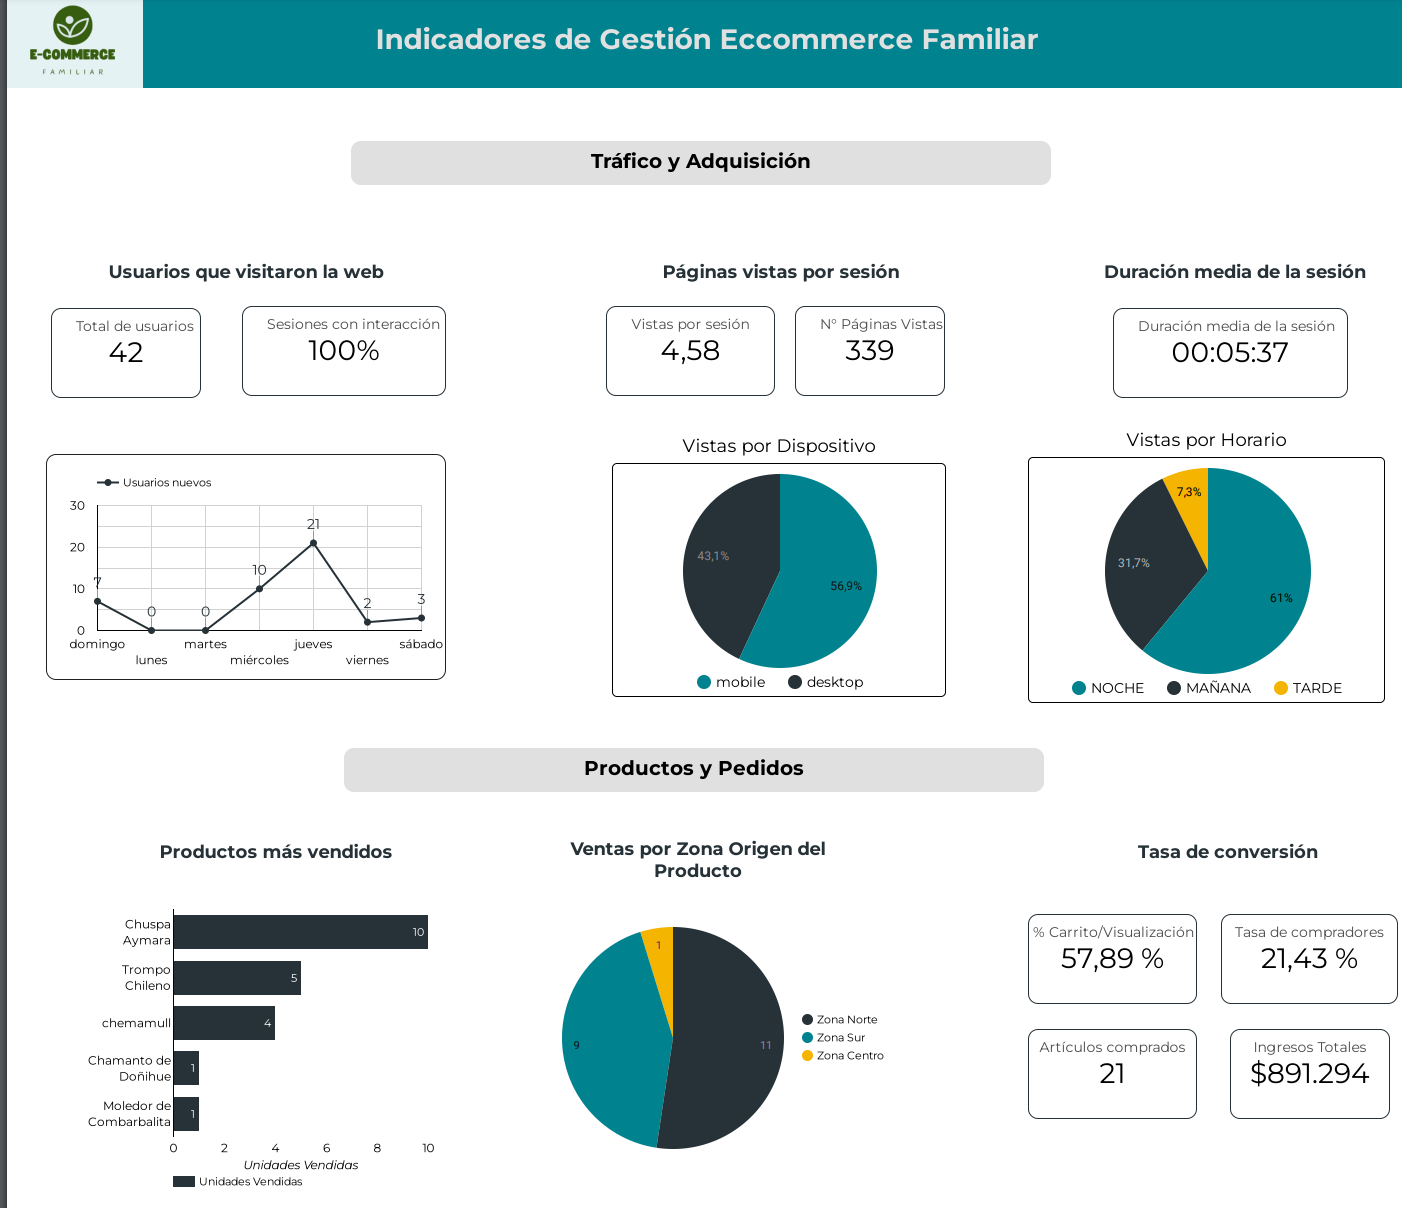 E-COMMERCE
FAMILIAR
Indicadores de Gestión Eccommerce Familiar
Tráfico y Adquisición
Usuarios que visitaron la web
Total de usuarios
42
Sesiones con interacción
100%
Usuarios nuevos
30
20
10
0
7
0
0
10
21
2
3
domingo
lunes
martes
miércoles
jueves
viernes
sábado
Páginas vistas por sesión
Vistas por sesión
4,58
N° Páginas Vistas
339
Vistas por Dispositivo
43,1%
56,9%
mobile
desktop
Duración media de la sesión
Duración media de la sesión
00:05:37
Vistas por Horario
7,3%
31,7%
61%
NOCHE
MAÑANA
TARDE
Productos y Pedidos
Productos más vendidos
Chuspa
Aymara
10
Trompo
Chileno
5
chemamull
4
Chamanto de
Doñihue
1
Moledor de
Combarbalita
1
0 2 4 6 8 10
Unidades Vendidas
Unidades Vendidas
Ventas por Zona Origen del
Producto
1
9
11
Zona Norte
Zona Sur
Zona Centro
Tasa de conversión
% Carrito/Visualización
57,89 %
Tasa de compradores
21,43 %
Artículos comprados
21
Ingresos Totales
$891.294